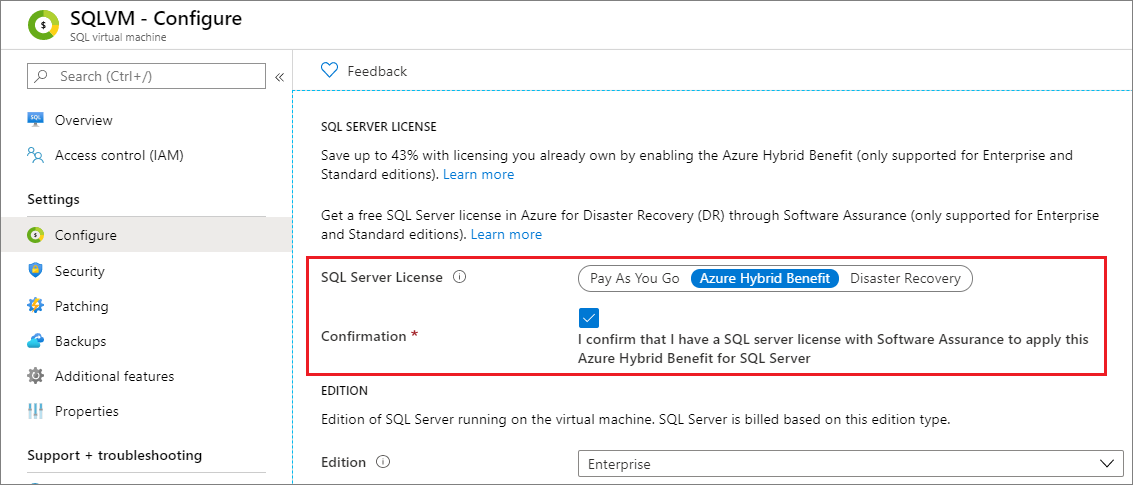 SQLVM - Configure
SQL virtual machine
Search (Ctrl+/)
«
Overview
Access control (IAM)
Settings
Configure
Security
Patching
Backups
Additional features
Properties
Support + troubleshooting
Feedback
SQL SERVER LICENSE
Save up to 43% with licensing you already own by enabling the Azure Hybrid Benefit (only supported for Enterprise and
Standard editions). Learn more
Get a free SQL Server license in Azure for Disaster Recovery (DR) through Software Assurance (only supported for Enterprise
and Standard editions). Learn more
SQL Server License
Pay As You Go Azure Hybrid Benefit Disaster Recovery
Confirmation *
I confirm that I have a SQL server license with Software Assurance to apply this
Azure Hybrid Benefit for SQL Server
EDITION
Edition of SQL Server running on the virtual machine. SQL Server is billed based on this edition type.
Edition
Enterprise